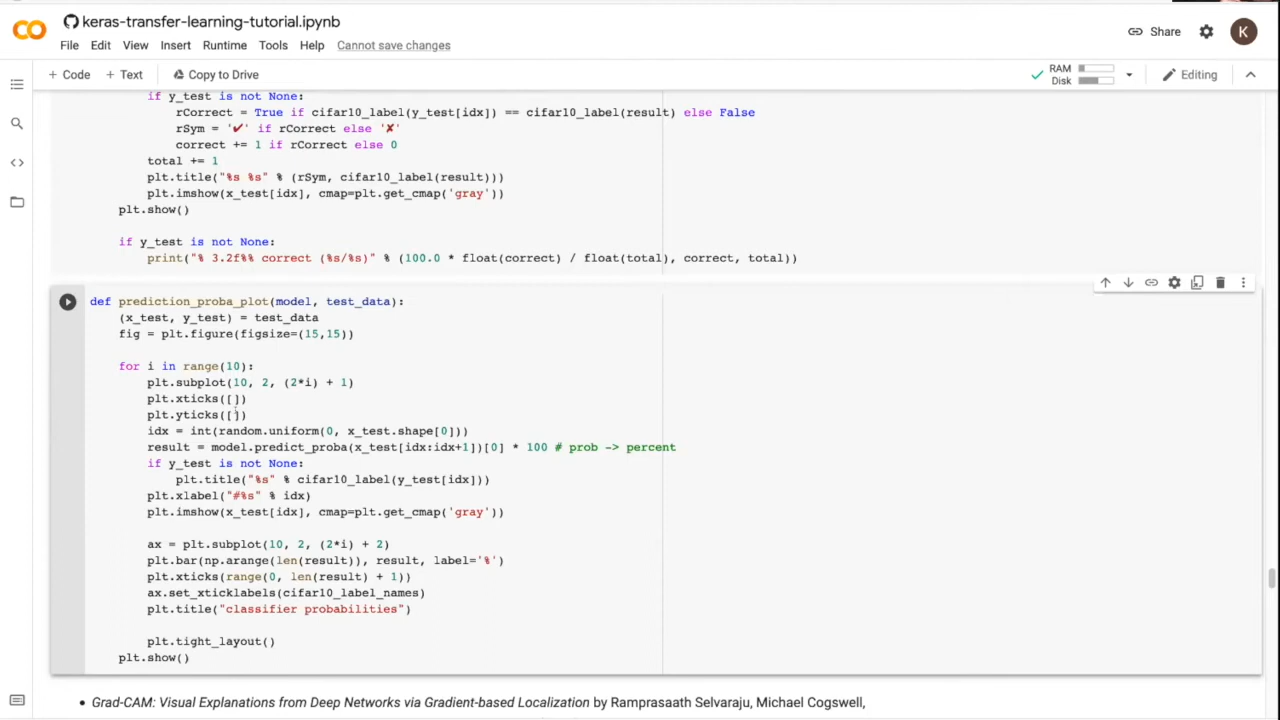 keras-transfer-learning-tutorial.ipynb
File Edit View Insert Runtime Tools Help Cannot save changes
Share
K
+ Code + Text Copy to Drive
RAM
Disk
Editing
if y_test is not None:
rCorrect = True if cifar10_label(y_test[idx]) == cifar10_label(result) else False
rSym = '✔' if rCorrect else '✘'
correct += 1 if rCorrect else 0
total += 1
plt.title("%s %s" % (rSym, cifar10_label(result)))
plt.imshow(x_test[idx], cmap=plt.get_cmap('gray'))
plt.show()
if y_test is not None:
print("% 3.2f%% correct (%s/%s)" % (100.0 * float(correct) / float(total), correct, total))
def prediction_proba_plot(model, test_data):
(x_test, y_test) = test_data
fig = plt.figure(figsize=(15,15))
for i in range(10):
plt.subplot(10, 2, (2*i) + 1)
plt.xticks([])
plt.yticks([])
idx = int(random.uniform(0, x_test.shape[0]))
result = model.predict_proba(x_test[idx:idx+1])[0] * 100 # prob -> percent
if y_test is not None:
plt.title("%s" % cifar10_label(y_test[idx]))
plt.xlabel("#%s" % idx)
plt.imshow(x_test[idx], cmap=plt.get_cmap('gray'))
ax = plt.subplot(10, 2, (2*i) + 2)
plt.bar(np.arange(len(result)), result, label='%')
plt.xticks(range(0, len(result) + 1))
ax.set_xticklabels(cifar10_label_names)
plt.title("classifier probabilities")
plt.tight_layout()
plt.show()
• Grad-CAM: Visual Explanations from Deep Networks via Gradient-based Localization by Ramprasaath Selvaraju, Michael Cogswell,